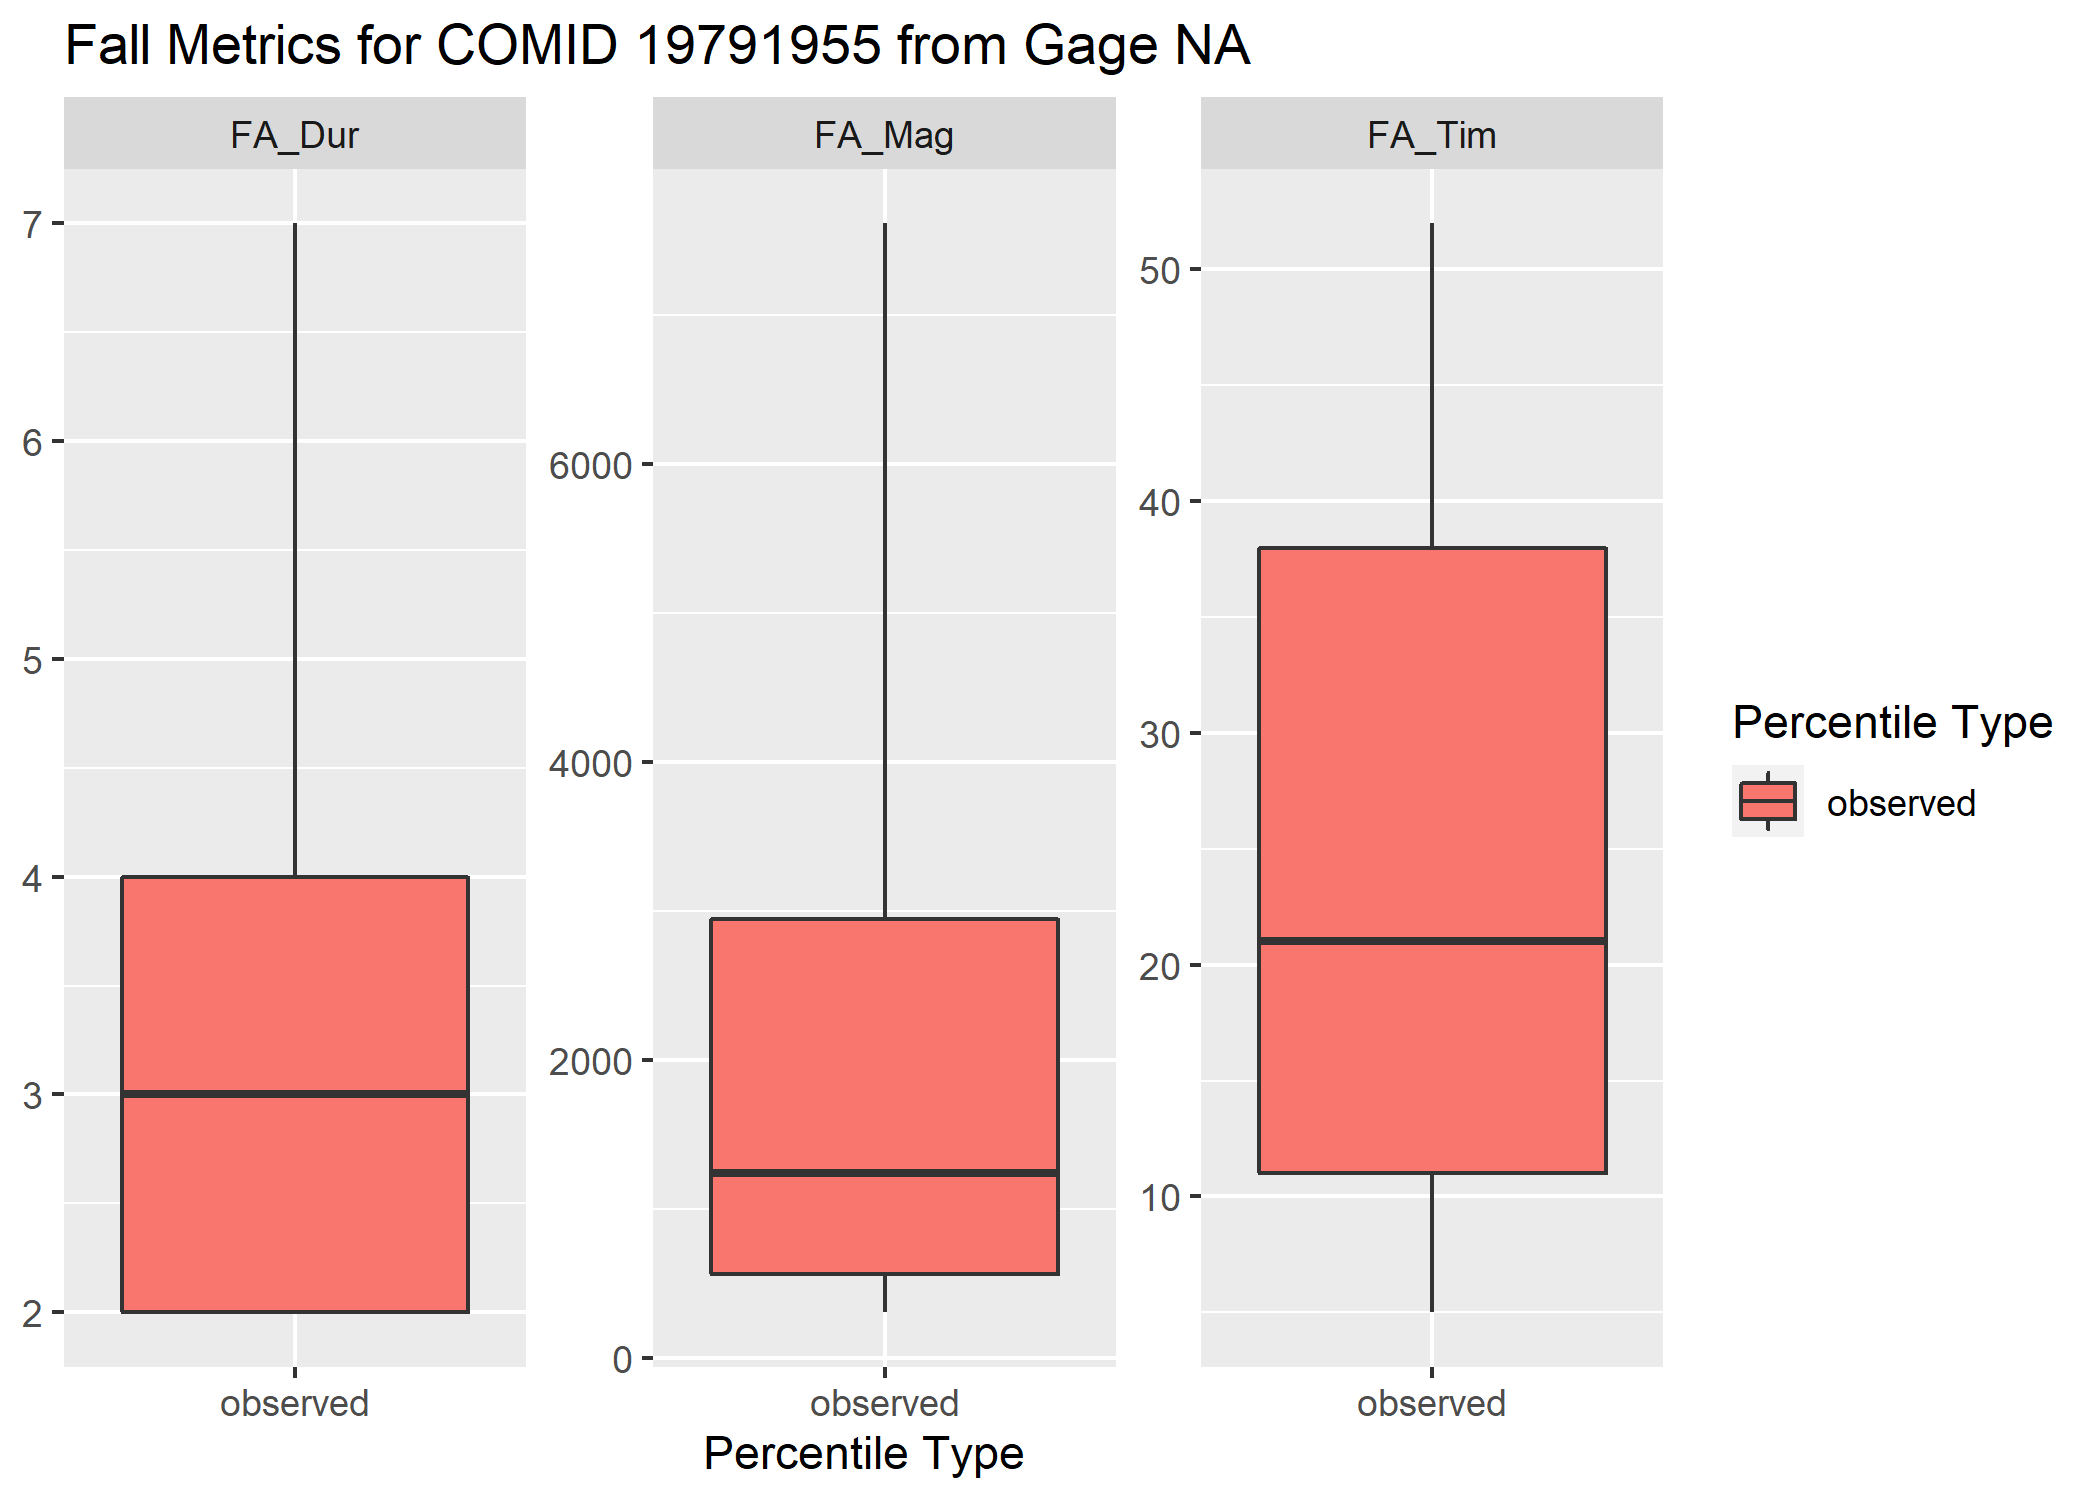 Fall Metrics for COMID 19791955 from Gage NA
FA_Dur
FA_Mag
FA_Tim
7
6
5
4
3
2
6000
4000
2000
0
50
40
30
20
10
observed
observed
observed
Percentile Type
Percentile Type
observed